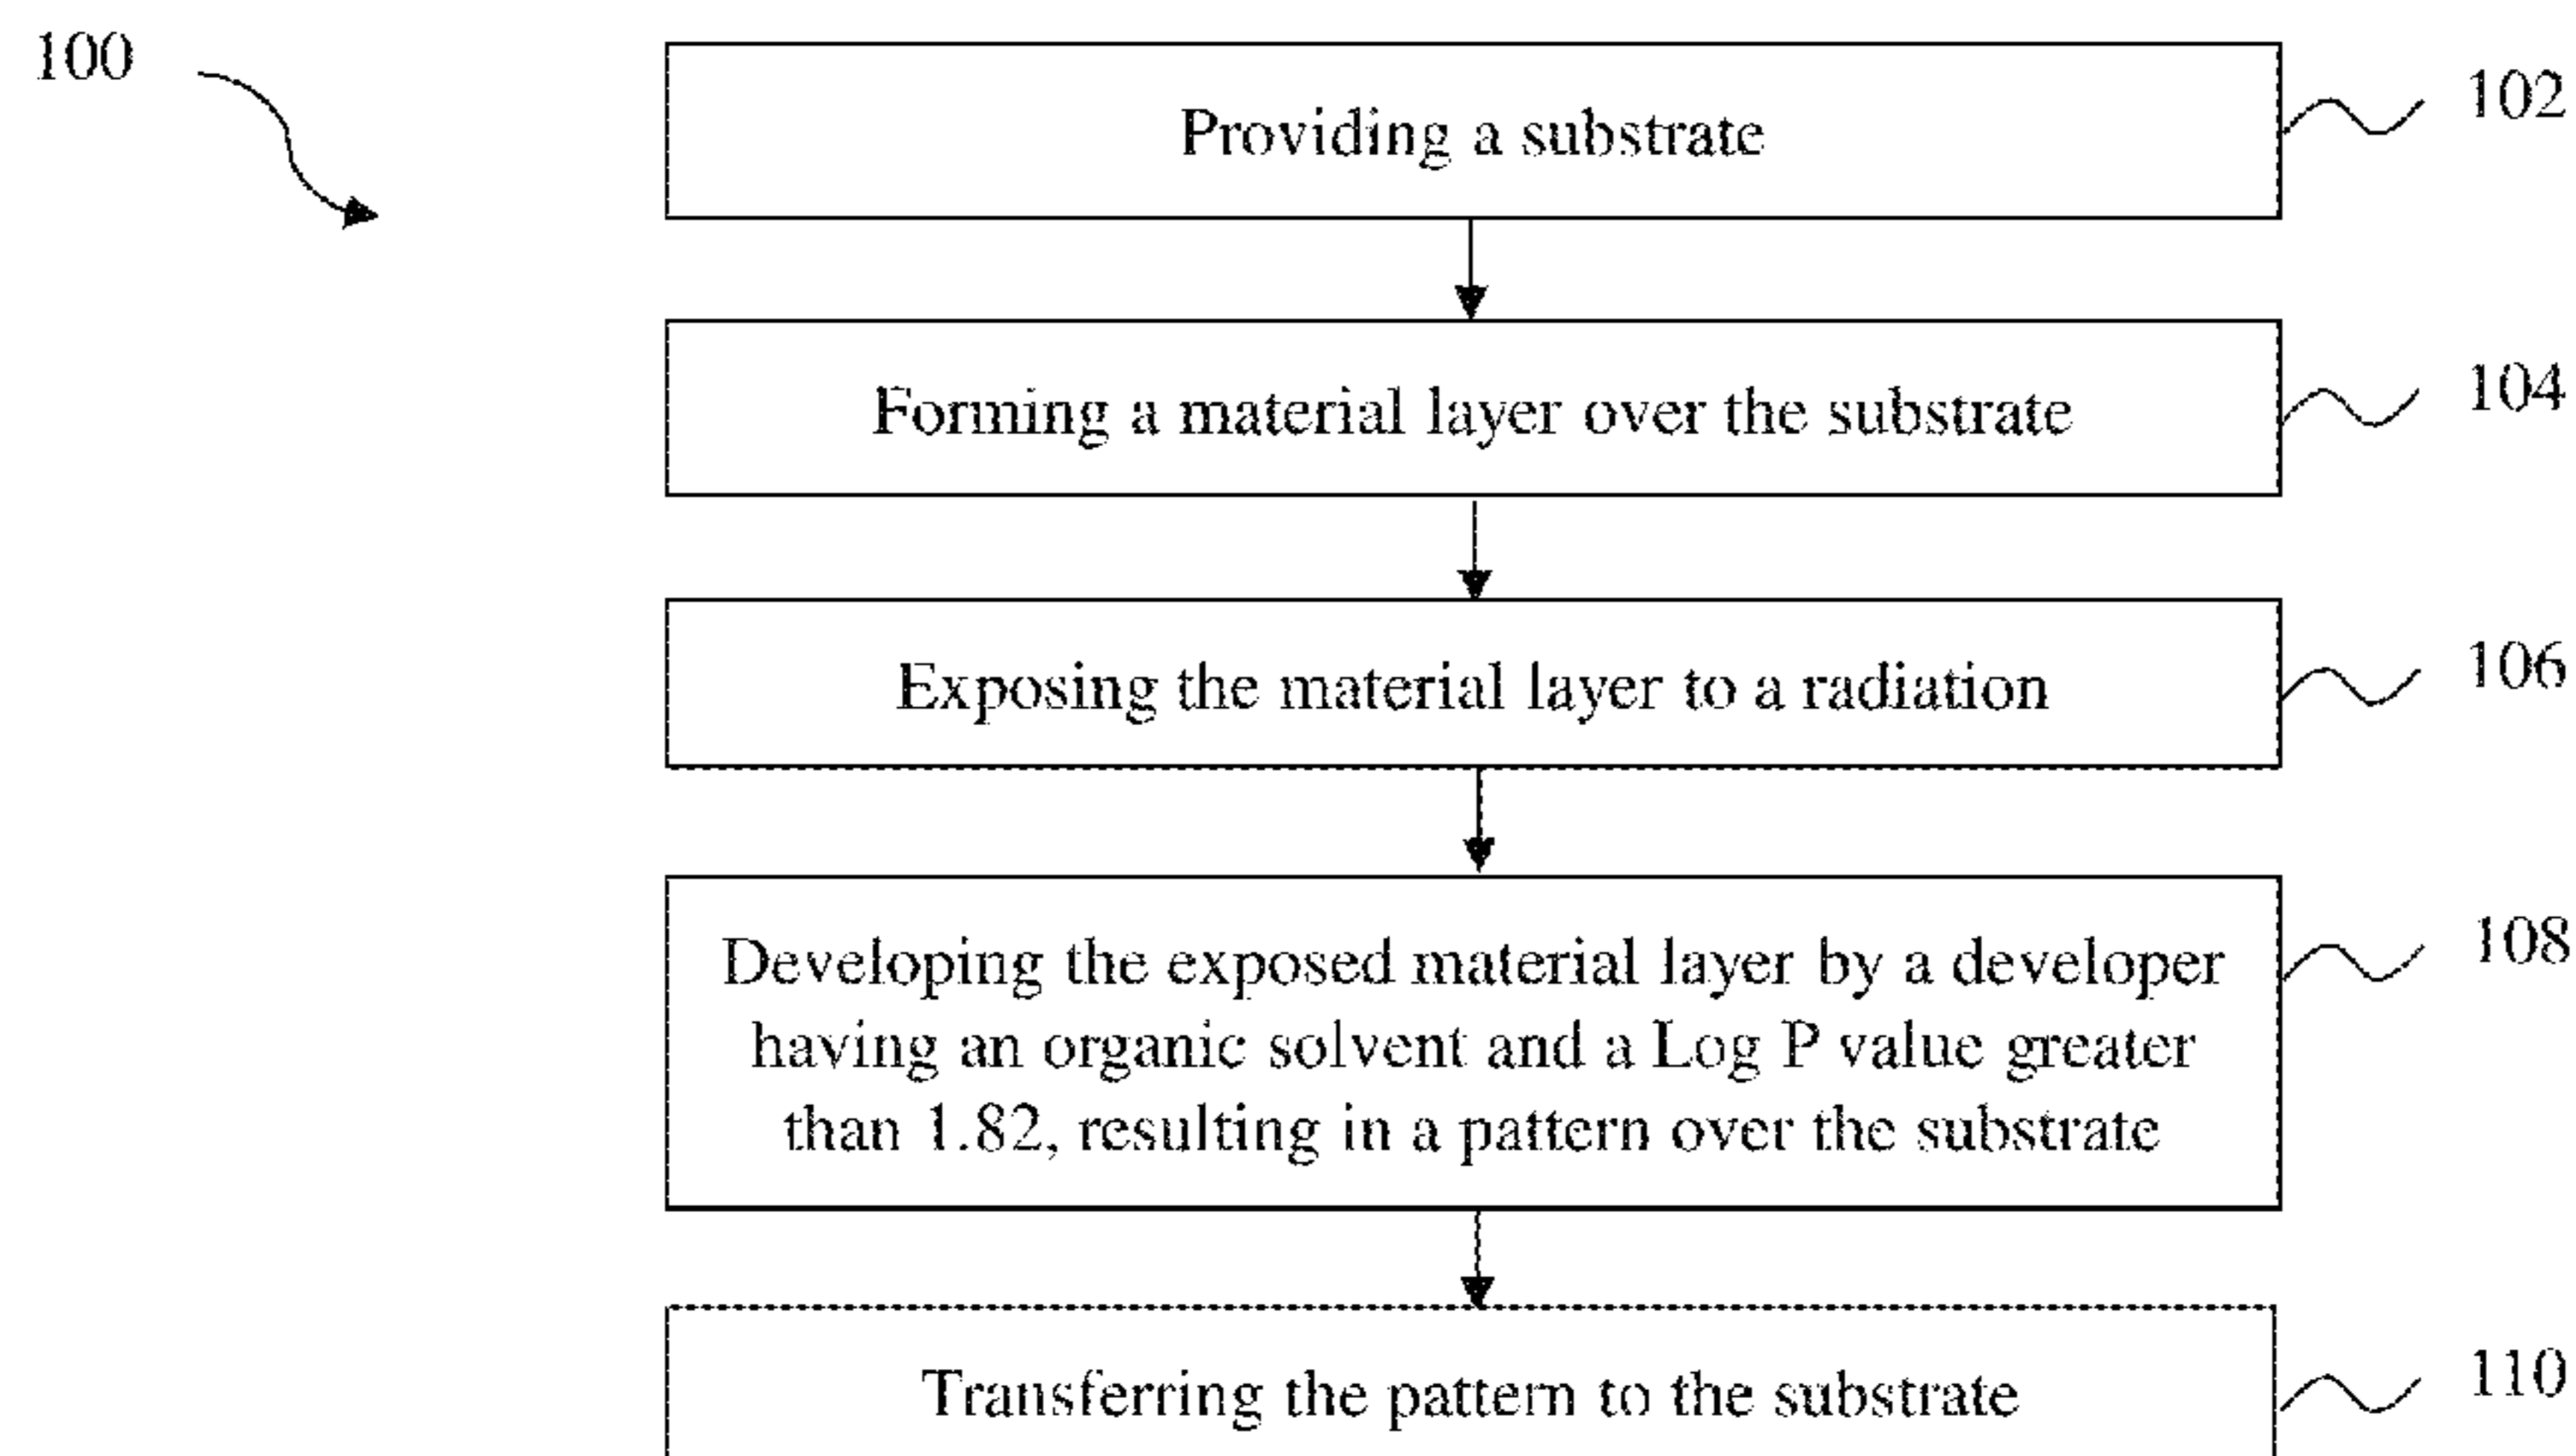 100
Providing a substrate
102
Forming a material layer over the substrate
104
Exposing the material layer to a radiation
106
Developing the exposed material layer by a developer
having an organic solvent and a Log P value greater
than 1.82, resulting in a pattern over the substrate
108
Transferring the pattern to the substrate
110